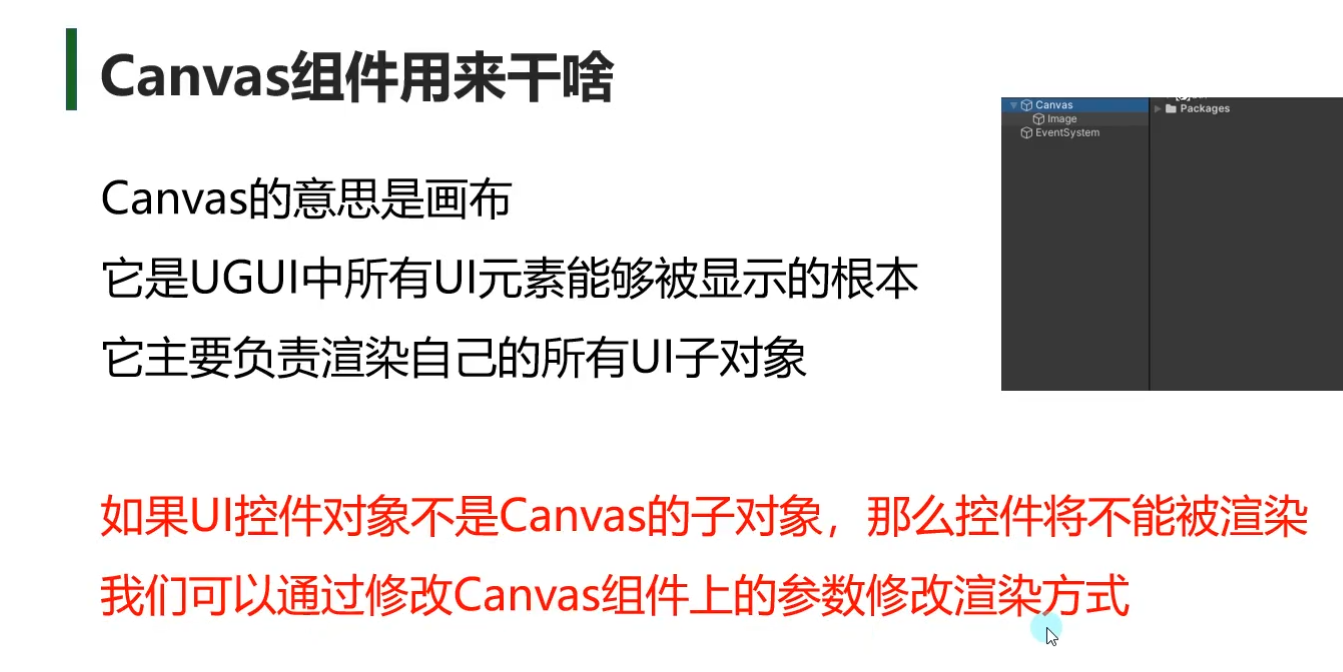 Canvas组件用来干啥
Canvas的意思是画布
它是UGUI中所有UI元素能够被显示的根本
它主要负责渲染自己的所有UI子对象
Canvas
Image
EventSystem
Packages
如果UI控件对象不是Canvas的子对象，那么控件将不能被渲染
我们可以通过修改Canvas组件上的参数修改渲染方式